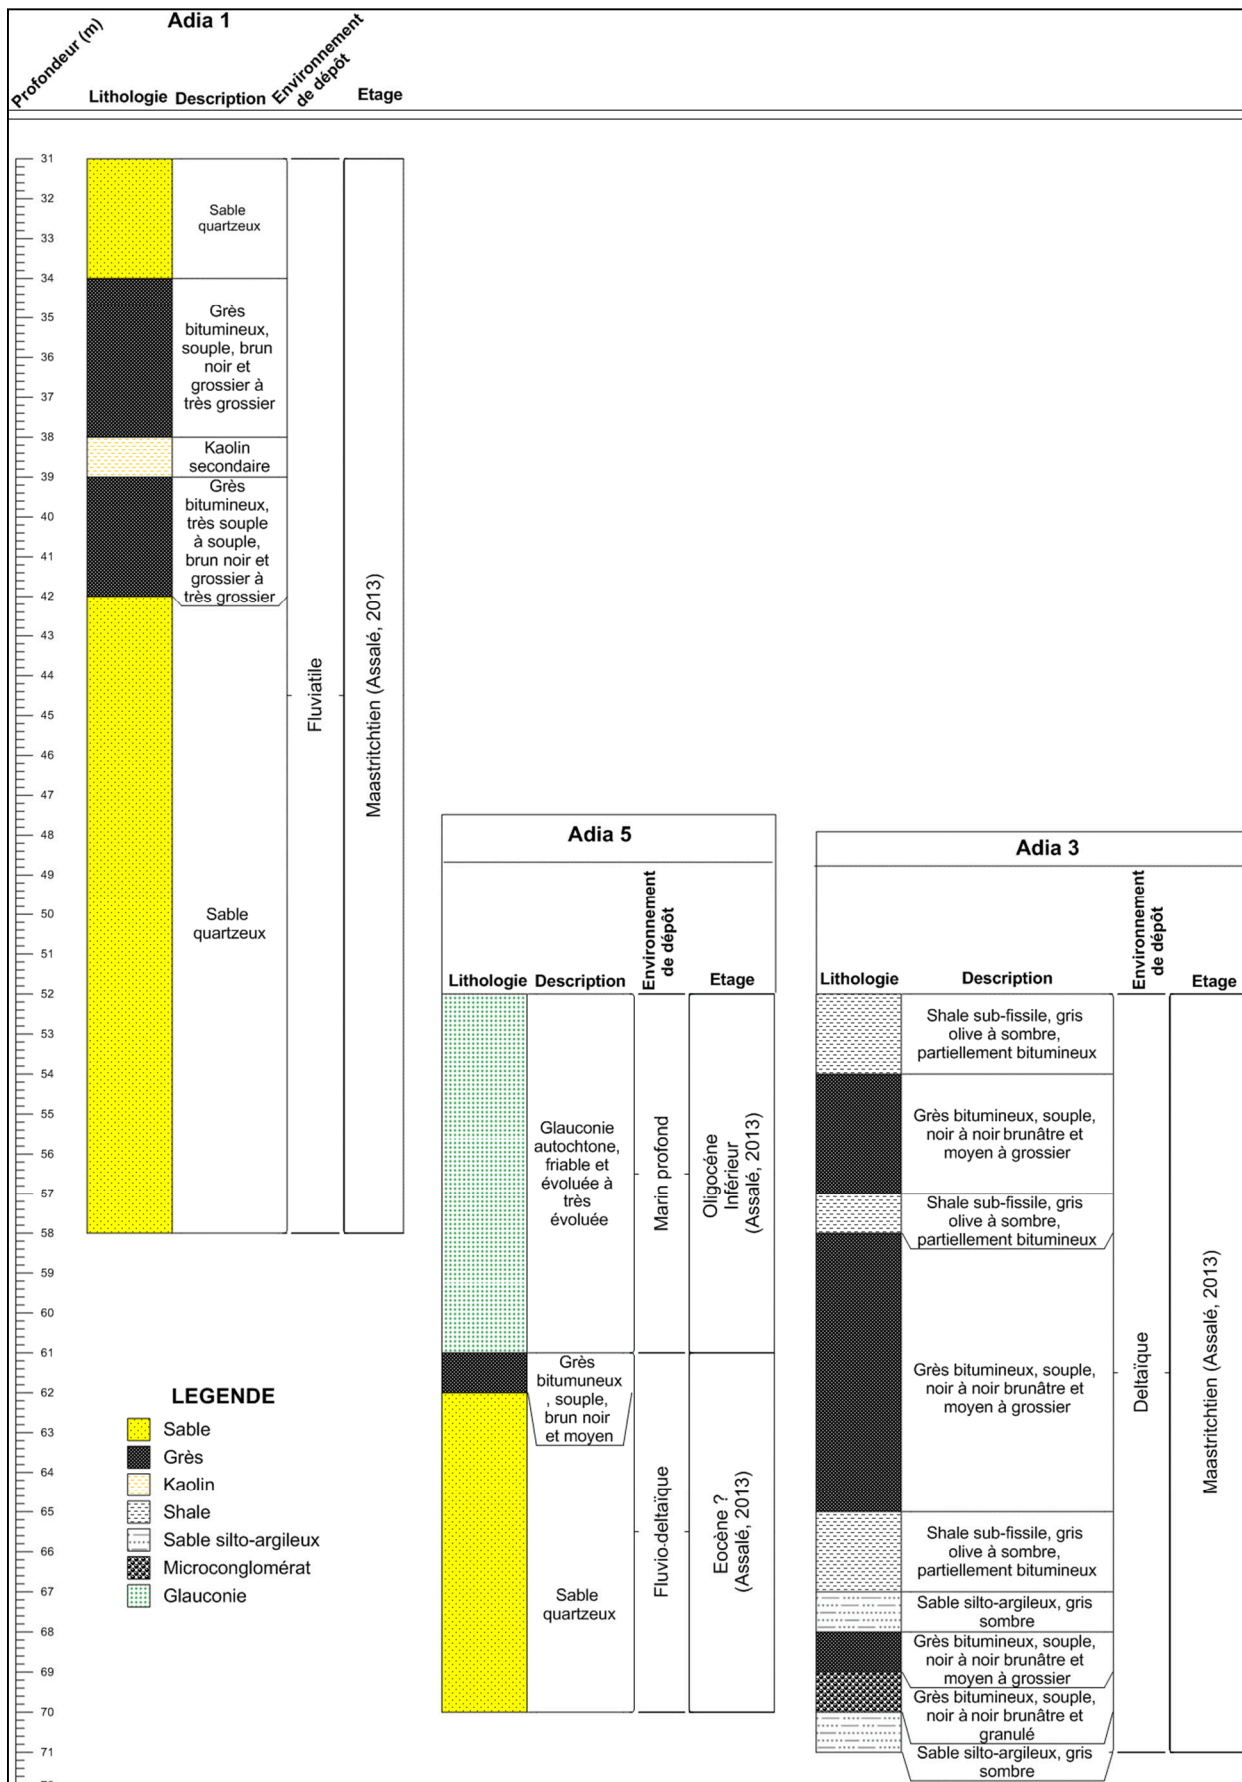 Adia 1
Profondeur (m)
Lithologie
Description
Environnement
de dépôt
Etage
31
32
33
34
35
36
37
38
39
40
41
42
43
44
45
46
47
48
49
50
51
52
53
54
55
56
57
58
59
60
61
62
63
64
65
66
67
68
69
70
71
Sable
quartzeux
Grès
bitumineux,
souple, brun
noir et
grossier à
très grossier
Kaolin
secondaire
Grès
bitumineux,
très souple
à souple,
brun noir et
grossier à
très grossier
Sable
quartzeux
Fluviatile
Maastritchtien (Assalé, 2013)
Adia 5
Lithologie
Description
Environnement
de dépôt
Etage
Glauconie
autochtone,
friable et
évoluée à
très
évoluée
Marin profond
Oligocéne
Inférieur
(Assalé, 2013)
Grès
bitumuneux
, souple,
brun noir
et moyen
Sable
quartzeux
Fluvio-deltaïque
Eocène ?
(Assalé, 2013)
Adia 3
Lithologie
Description
Environnement
de dépôt
Etage
Shale sub-fissile, gris
olive à sombre,
partiellement bitumineux
Grès bitumineux, souple,
noir à noir brunâtre et
moyen à grossier
Shale sub-fissile, gris
olive à sombre,
partiellement bitumineux
Grès bitumineux, souple,
noir à noir brunâtre et
moyen à grossier
Shale sub-fissile, gris
olive à sombre,
partiellement bitumineux
Sable silto-argileux, gris
sombre
Grès bitumineux, souple,
noir à noir brunâtre et
moyen à grossier
Grès bitumineux, souple,
noir à noir brunâtre et
granulé
Sable silto-argileux, gris
sombre
Deltaïque
Maastritchtien (Assalé, 2013)
LEGENDE
Sable
Grès
Kaolin
Shale
Sable silto-argileux
Microconglomérat
Glauconie